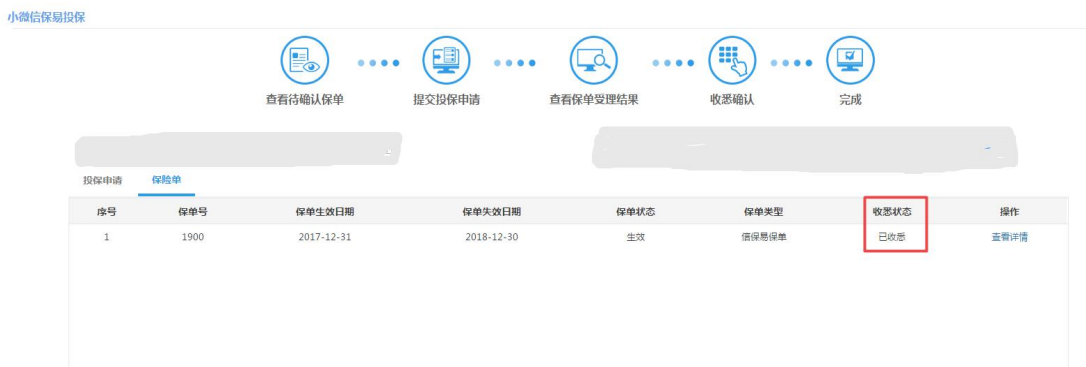 小微信保易投保
查看待确认保单 提交投保申请 查看保单受理结果 收悉确认 完成
投保申请 保险单
序号 保单号 保单生效日期 保单失效日期 保单状态 保单类型 收悉状态 操作
1 1900 2017-12-31 2018-12-30 生效 信保易保单 已收悉 查看详情